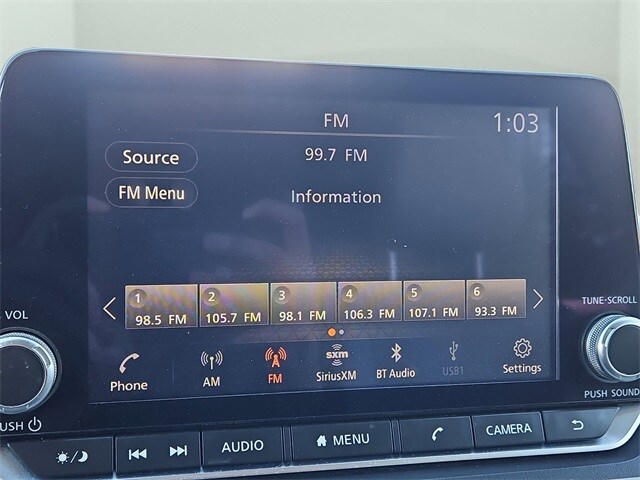 FM
1:03
Source
99.7 FM
FM Menu
Information
1 2 3 4 5 6
98.5 FM 105.7 FM 98.1 FM 106.3 FM 107.1 FM 93.3 FM
sxm
Phone AM FM SiriusXM BT Audio USB1 Settings
VOL
PUSH
TUNE·SCROLL
PUSH SOUND
AUDIO MENU CAMERA